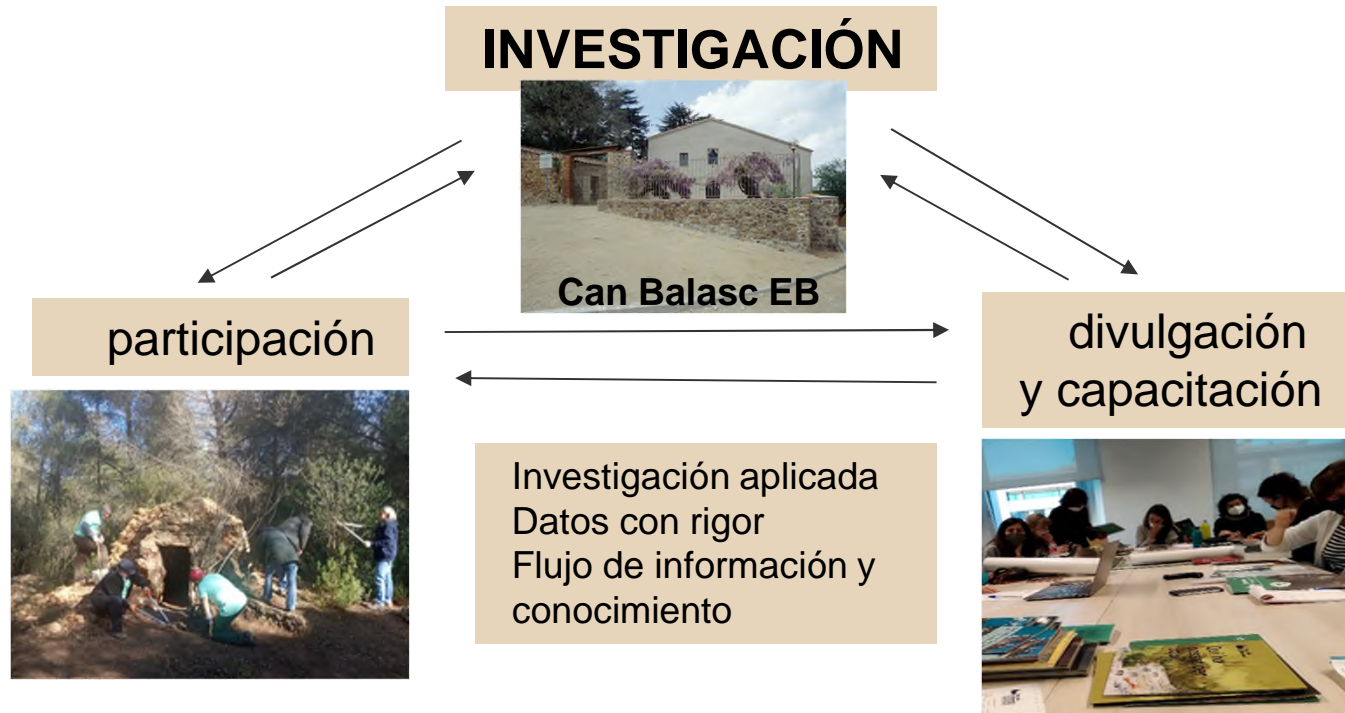 INVESTIGACIÓN
Can Balasc EB
participación
divulgación
y capacitación
Investigación aplicada
Datos con rigor
Flujo de información y
conocimiento